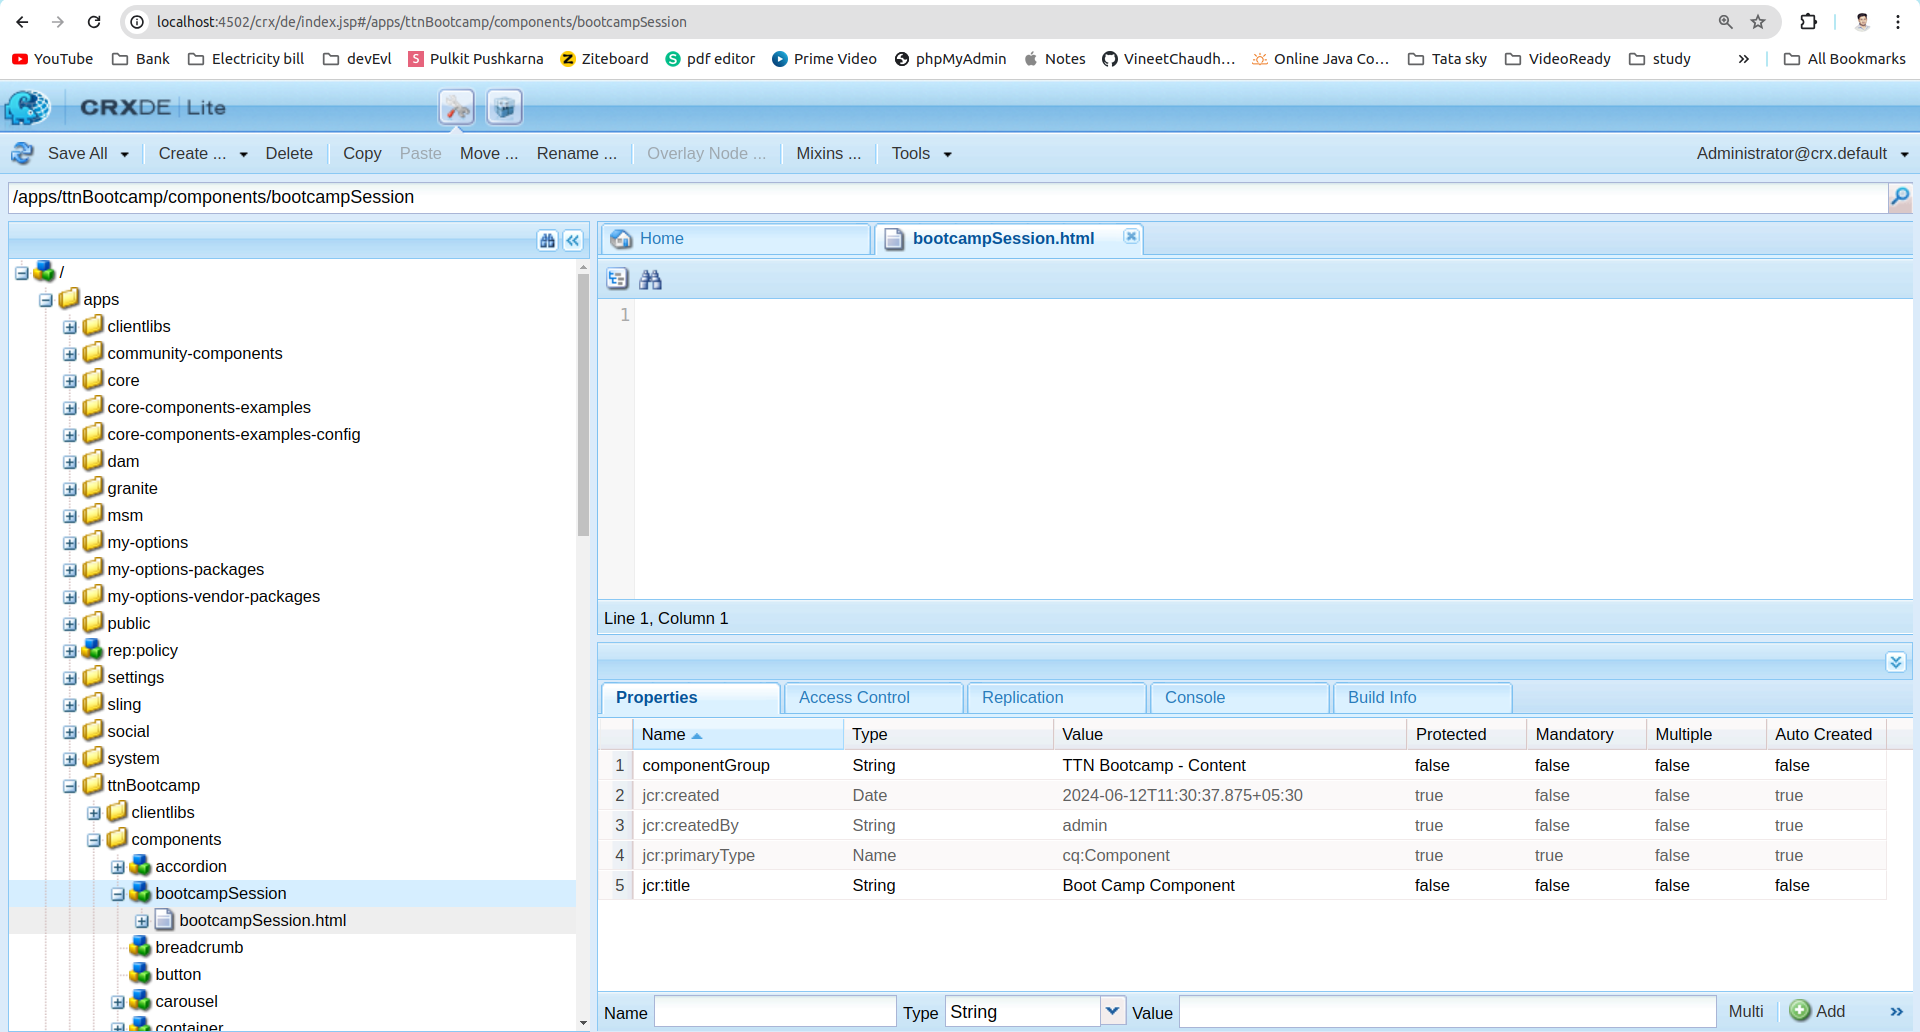 localhost:4502/crx/de/index.jsp#/apps/ttnBootcamp/components/bootcampSession
YouTube Bank Electricity bill devEvl Pulkit Pushkarna Ziteboard pdf editor Prime Video phpMyAdmin Notes VineetChaudh... Online Java Co... Tata sky VideoReady study » All Bookmarks
CRXDE | Lite
Save All Create ... Delete Copy Paste Move ... Rename ... Overlay Node ... Mixins ... Tools Administrator@crx.default
/apps/ttnBootcamp/components/bootcampSession
/
apps
clientlibs
community-components
core
core-components-examples
core-components-examples-config
dam
granite
msm
my-options
my-options-packages
my-options-vendor-packages
public
rep:policy
settings
sling
social
system
ttnBootcamp
clientlibs
components
accordion
bootcampSession
bootcampSession.html
breadcrumb
button
carousel
container
Home bootcampSession.html
1
Line 1, Column 1
Properties Access Control Replication Console Build Info
Name Type Value Protected Mandatory Multiple Auto Created
1 componentGroup String TTN Bootcamp - Content false false false false
2 jcr:created Date 2024-06-12T11:30:37.875+05:30 true false false true
3 jcr:createdBy String admin true false false true
4 jcr:primaryType Name cq:Component true true false true
5 jcr:title String Boot Camp Component false false false false
Name Type String Value Multi Add »